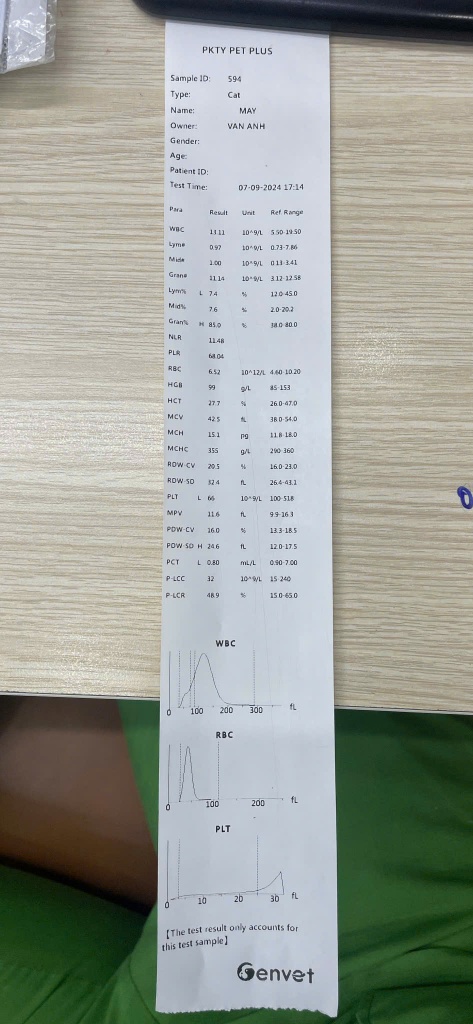 PKTY PET PLUS
Sample ID: 594
Type: Cat
Name: MAY
Owner: VAN ANH
Gender:
Age:
Patient ID:
Test Time: 07-09-2024 17:14
Para Result Unit Ref Range
WBC 13.11 10^9/L 5.50-19.50
Lym# 0.97 10^9/L 0.73-7.86
Mid# 1.00 10^9/L 0.13-3.41
Gran# 11.14 10^9/L 3.12-12.58
Lym% L 7.4 % 12.0-45.0
Mid% 7.6 % 2.0-20.2
Gran% H 85.0 % 38.0-80.0
NLR 11.48
PLR 68.04
RBC 6.52 10^12/L 4.60-10.20
HGB 99 g/L 85-153
HCT 27.7 % 26.0-47.0
MCV 42.5 fL 38.0-54.0
MCH 15.1 pg 11.8-18.0
MCHC 355 g/L 290-360
RDW-CV 20.5 % 16.0-23.0
RDW-SD 32.4 fL 26.4-43.1
PLT L 66 10^9/L 100-518
MPV 11.6 fL 9.9-16.3
PDW-CV 16.0 % 13.3-18.5
PDW-SD H 24.6 fL 12.0-17.5
PCT L 0.80 mL/L 0.90-7.00
P-LCC 32 10^9/L 15-240
P-LCR 48.9 % 15.0-65.0
WBC
0 100 200 300 fL
RBC
0 100 200 fL
PLT
0 10 20 30 fL
【The test result only accounts for
this test sample】
Genvet